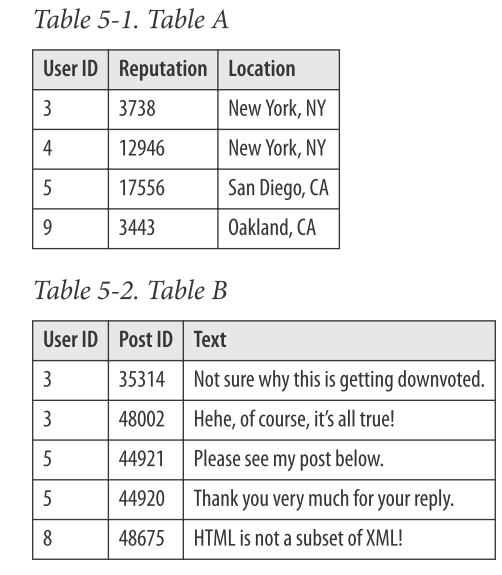 Table 5-1. Table A
User ID Reputation Location
3 3738 New York, NY
4 12946 New York, NY
5 17556 San Diego, CA
9 3443 Oakland, CA
Table 5-2. Table B
User ID Post ID Text
3 35314 Not sure why this is getting downvoted.
3 48002 Hehe, of course, it's all true!
5 44921 Please see my post below.
5 44920 Thank you very much for your reply.
8 48675 HTML is not a subset of XML!